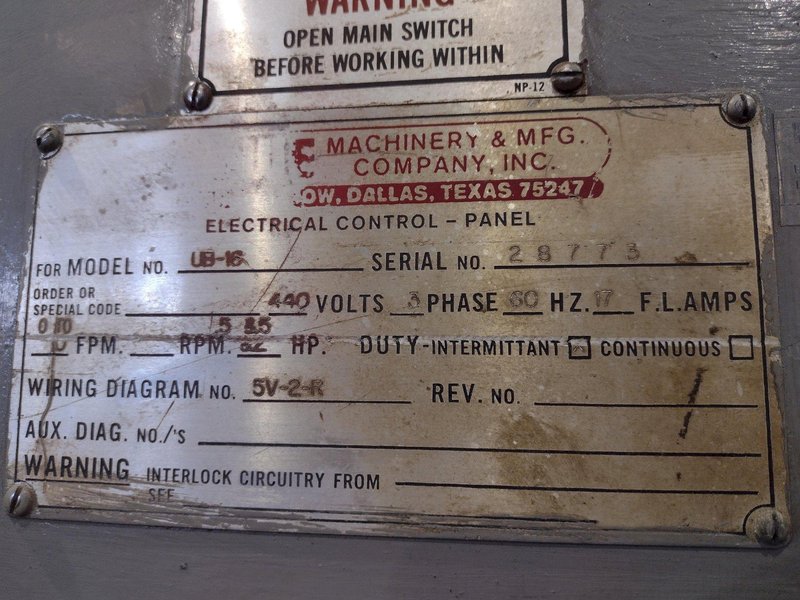 WARNING
OPEN MAIN SWITCH
BEFORE WORKING WITHIN
NP-12
MACHINERY & MFG.
COMPANY, INC.
OW, DALLAS, TEXAS 75247
ELECTRICAL CONTROL - PANEL
FOR MODEL NO. UB-16 SERIAL NO. 28773
ORDER OR
SPECIAL CODE 440 VOLTS 3 PHASE 60 HZ. 17 F.L. AMPS
FPM. RPM. HP. DUTY-INTERMITTANT CONTINUOUS
WIRING DIAGRAM NO. 5V-2-R REV. NO.
AUX. DIAG. NO./'S
WARNING INTERLOCK CIRCUITRY FROM
SEE